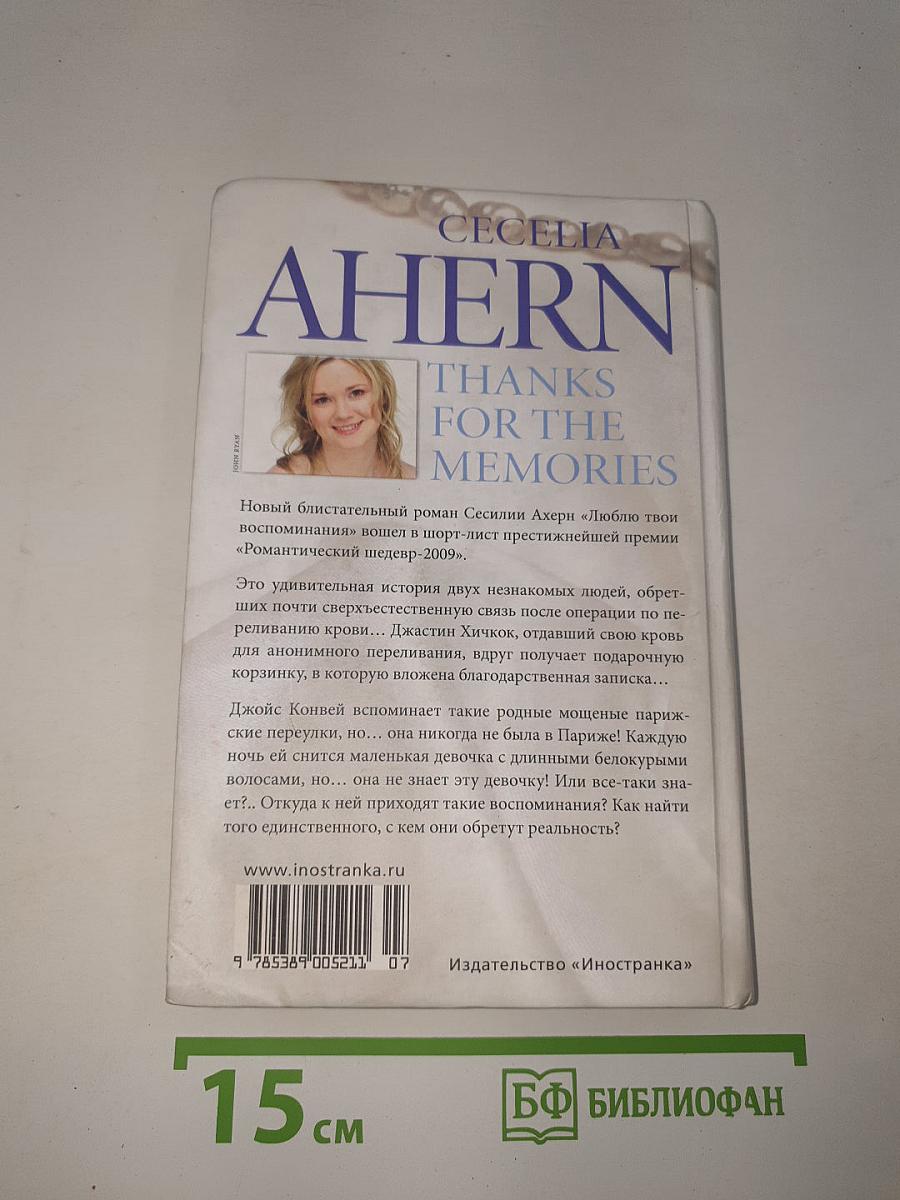 CECELIA
AHERN
THANKS
FOR THE
MEMORIES
JOHN RYAN
Новый блистательный роман Сесилии Ахерн «Люблю твои
воспоминания» вошел в шорт-лист престижнейшей премии
«Романтический шедевр-2009».
Это удивительная история двух незнакомых людей, обрет-
ших почти сверхъестественную связь после операции по пе-
реливанию крови… Джастин Хичкок, отдавший свою кровь
для анонимного переливания, вдруг получает подарочную
корзинку, в которую вложена благодарственная записка…
Джойс Конвей вспоминает такие родные мощеные париж-
ские переулки, но… она никогда не была в Париже! Каждую
ночь ей снится маленькая девочка с длинными белокурыми
волосами, но… она не знает эту девочку! Или все-таки зна-
ет?.. Откуда к ней приходят такие воспоминания? Как найти
того единственного, с кем они обретут реальность?
www.inostranka.ru
9 785389 005211 07
Издательство «Иностранка»
15 см
БФ БИБЛИОФАН